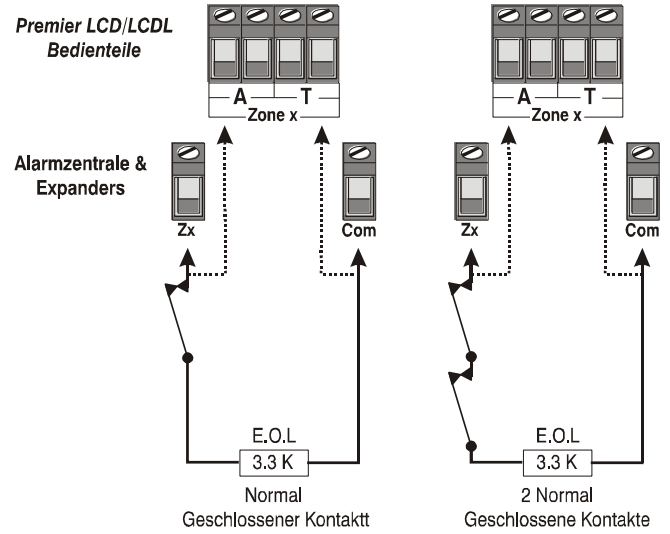 Premier LCD/LCDL
Bedienteile
A T
Zone x
A T
Zone x
Alarmzentrale &
Expanders
Zx
Com
Zx
Com
E.O.L
3.3 K
Normal
Geschlossener Kontaktt
E.O.L
3.3 K
2 Normal
Geschlossene Kontakte